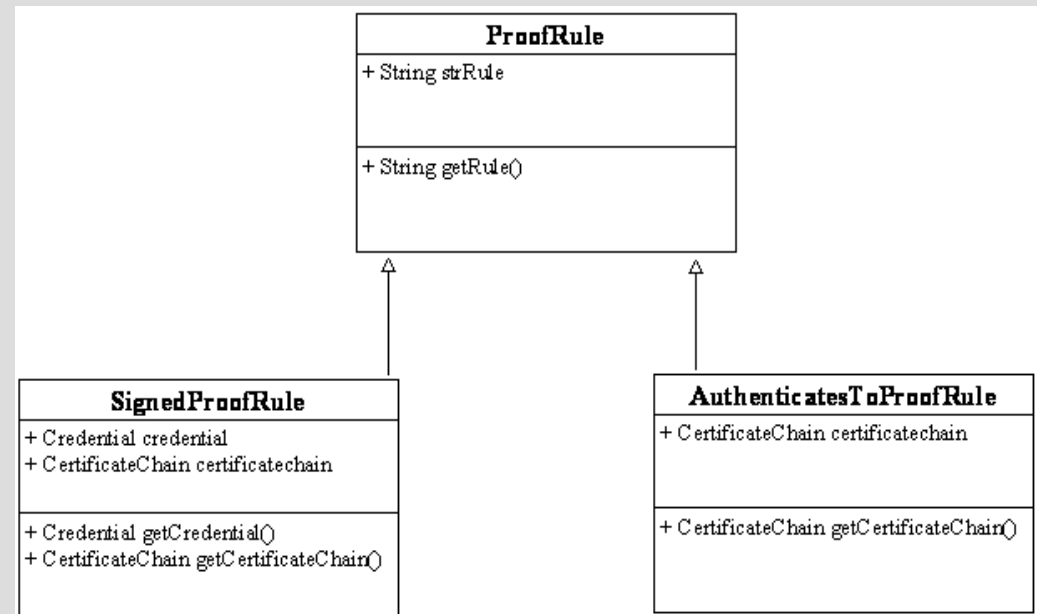 ProofRule
+ String strRule
+ String getRule()
SignedProofRule
+ Credential credential
+ CertificateChain certificatechain
+ Credential getCredential()
+ CertificateChain getCertificateChain()
AuthenticatesToProofRule
+ CertificateChain certificatechain
+ CertificateChain getCertificateChain()